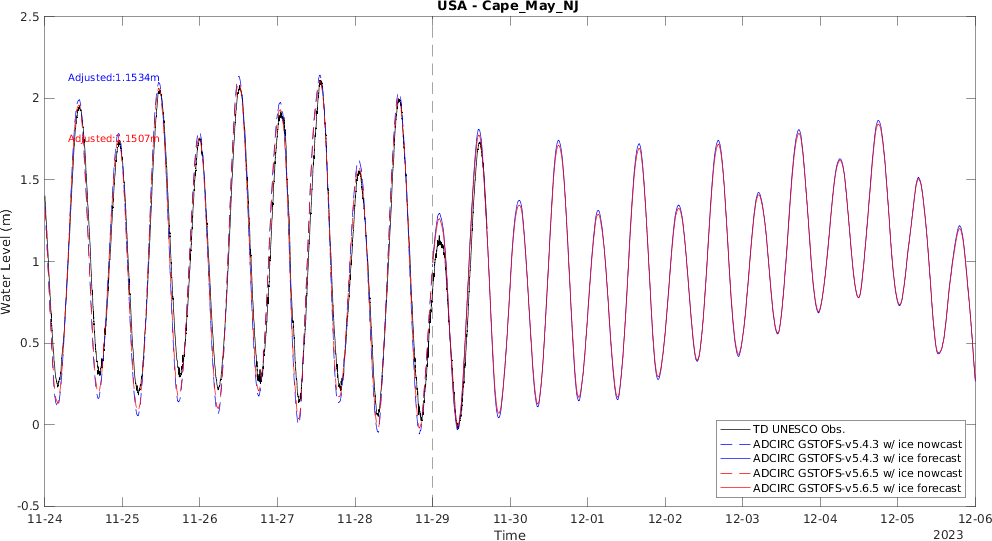 USA - Cape_May_NJ
2.5
2
1.5
1
0.5
0
-0.5
Water Level (m)
Adjusted:1.1534m
Adjusted:1.1507m
TD UNESCO Obs.
ADCIRC GSTOFS-v5.4.3 w/ ice nowcast
ADCIRC GSTOFS-v5.4.3 w/ ice forecast
ADCIRC GSTOFS-v5.6.5 w/ ice nowcast
ADCIRC GSTOFS-v5.6.5 w/ ice forecast
11-24 11-25 11-26 11-27 11-28 11-29 11-30 12-01 12-02 12-03 12-04 12-05 12-06
Time
2023